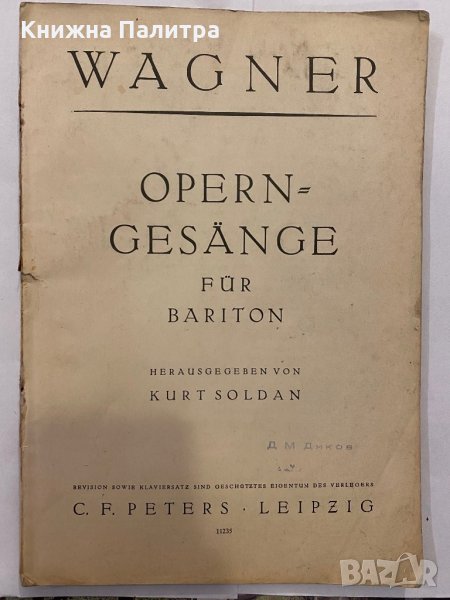 Книжна Палитра
WAGNER
OPERN=
GESÄNGE
FÜR
BARITON
HERAUSGEGEBEN VON
KURT SOLDAN
Д М Диков
REVISION SOWIE KLAVIERSATZ SIND GESCHÜTZTES EIGENTUM DES VERLEGERS
C. F. PETERS · LEIPZIG
11235
BAZAR